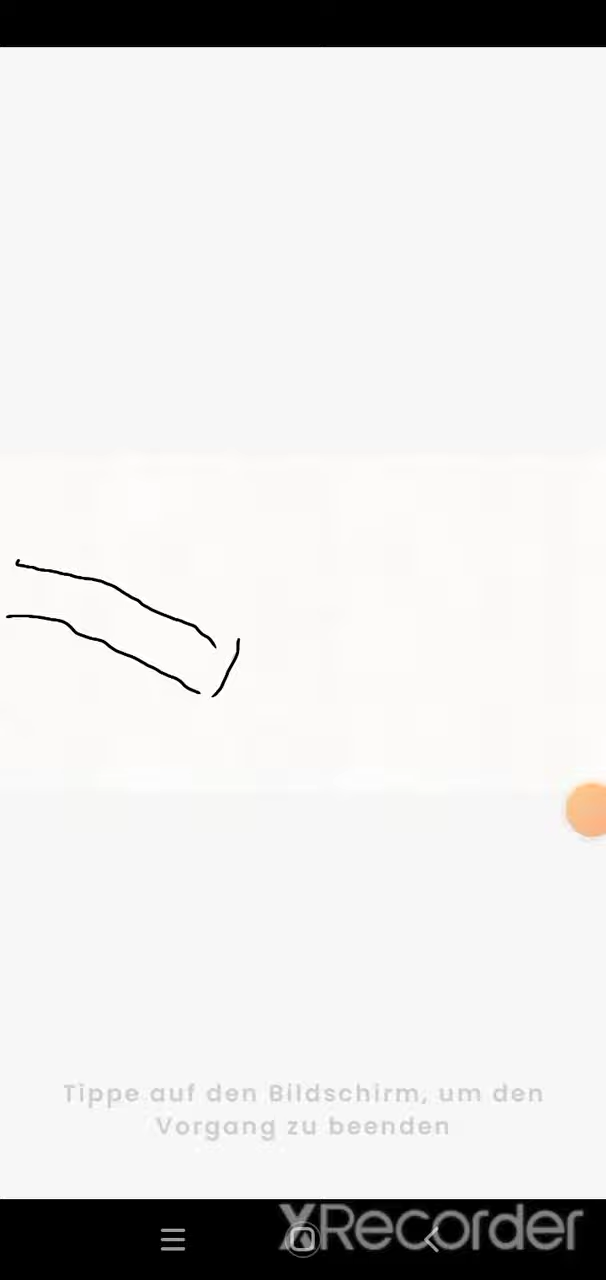 Tippe auf den Bildschirm, um den
Vorgang zu beenden
XRecorder